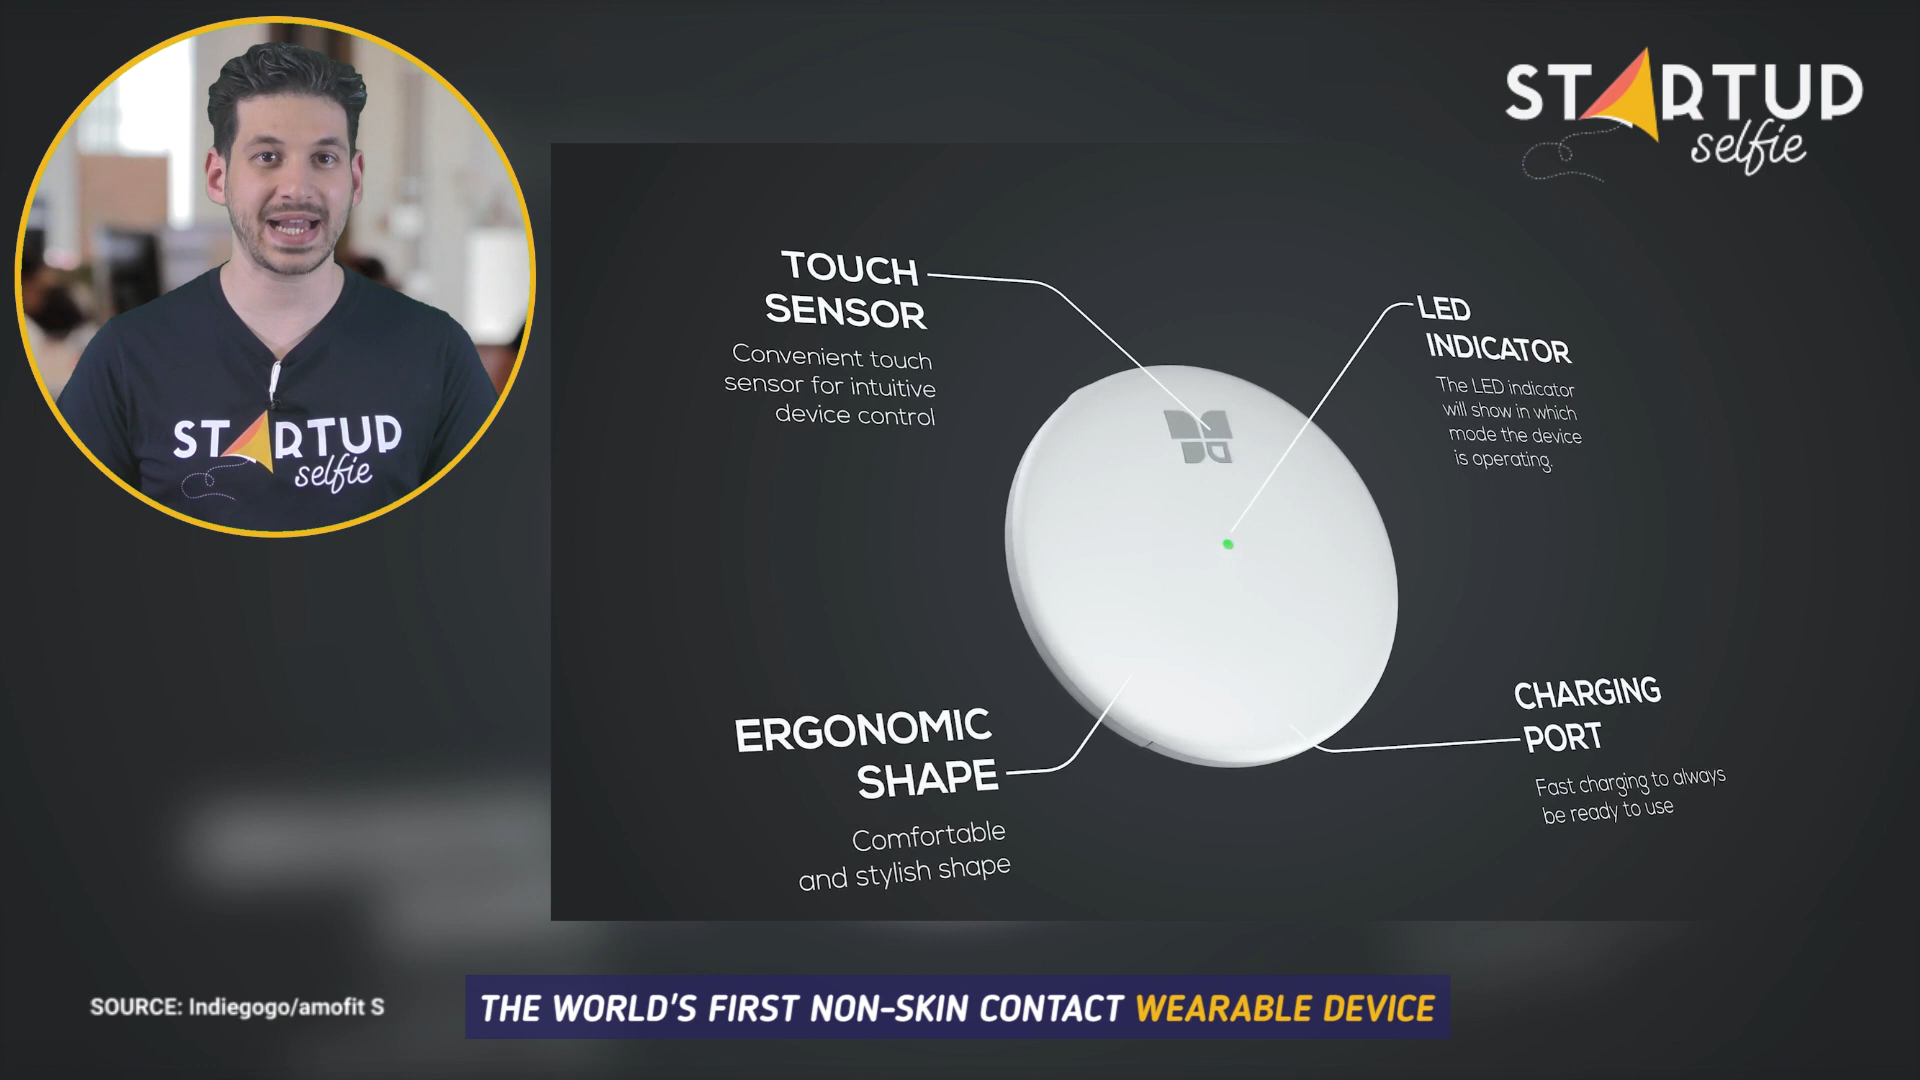 STARTUP
selfie
STARTUP
selfie
TOUCH
SENSOR
Convenient touch
sensor for intuitive
device control
LED
INDICATOR
The LED indicator
will show in which
mode the device
is operating.
ERGONOMIC
SHAPE
Comfortable
and stylish shape
CHARGING
PORT
Fast charging to always
be ready to use
SOURCE: Indiegogo/amofit S
THE WORLD'S FIRST NON-SKIN CONTACT WEARABLE DEVICE